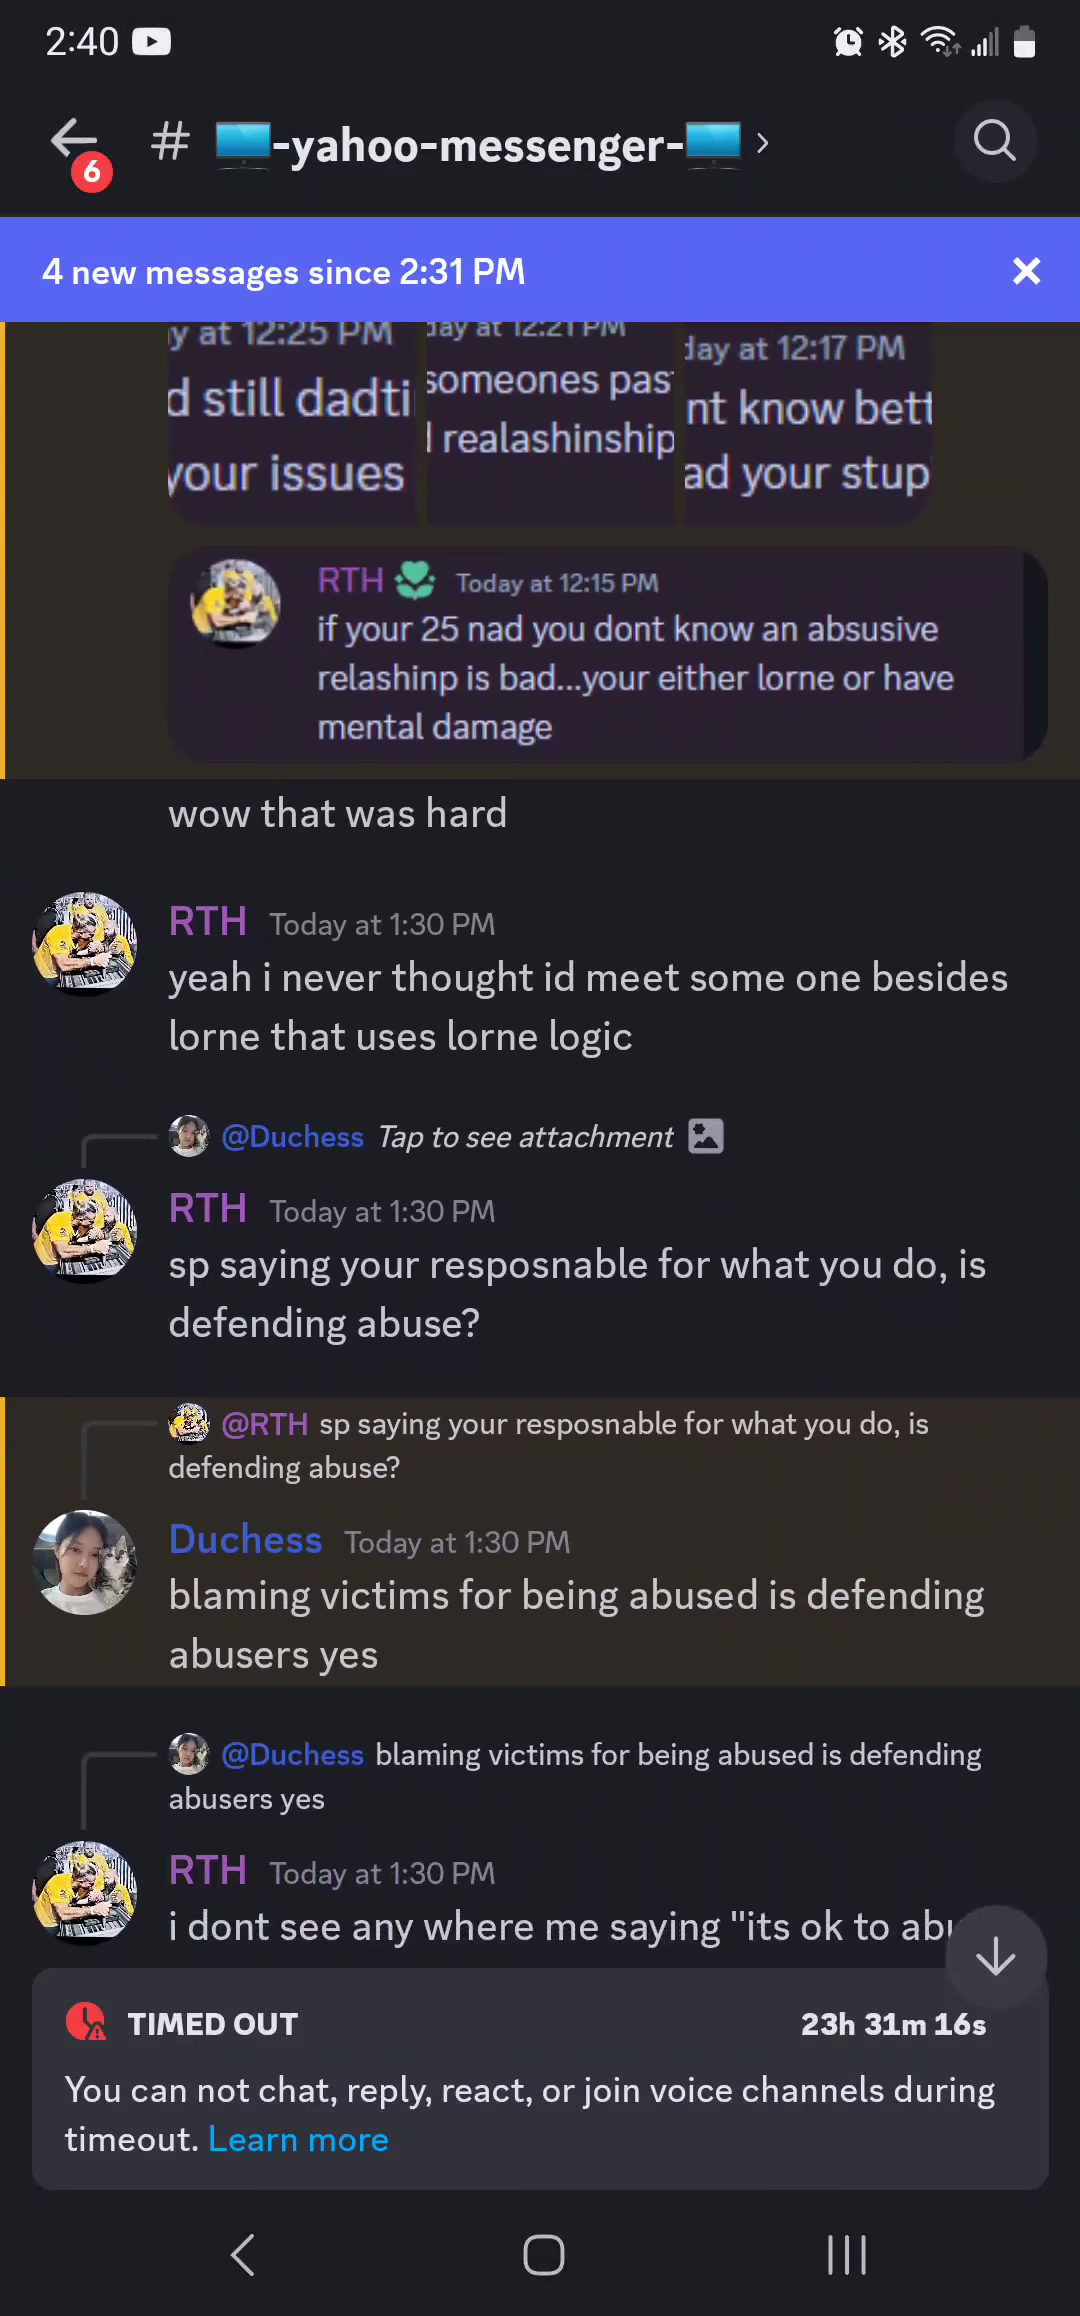 2:40
# 🖥️-yahoo-messenger-🖥️ >
6
4 new messages since 2:31 PM
y at 12:25 PM
d still dadti
your issues
day at 12:21 PM
someones pas
realashinship
day at 12:17 PM
nt know bett
ad your stup
RTH Today at 12:15 PM
if your 25 nad you dont know an absusive
relashinp is bad...your either lorne or have
mental damage
wow that was hard
RTH Today at 1:30 PM
yeah i never thought id meet some one besides
lorne that uses lorne logic
@Duchess Tap to see attachment
RTH Today at 1:30 PM
sp saying your resposnable for what you do, is
defending abuse?
@RTH sp saying your resposnable for what you do, is
defending abuse?
Duchess Today at 1:30 PM
blaming victims for being abused is defending
abusers yes
@Duchess blaming victims for being abused is defending
abusers yes
RTH Today at 1:30 PM
i dont see any where me saying "its ok to abu
TIMED OUT 23h 31m 16s
You can not chat, reply, react, or join voice channels during
timeout. Learn more